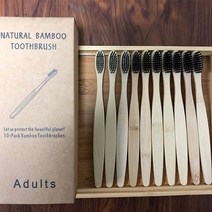 NATURAL BAMBOO
TOOTHBRUSH
Let us protect the beautiful planet!
10-Pack Bamboo Toothbrushes
Adults